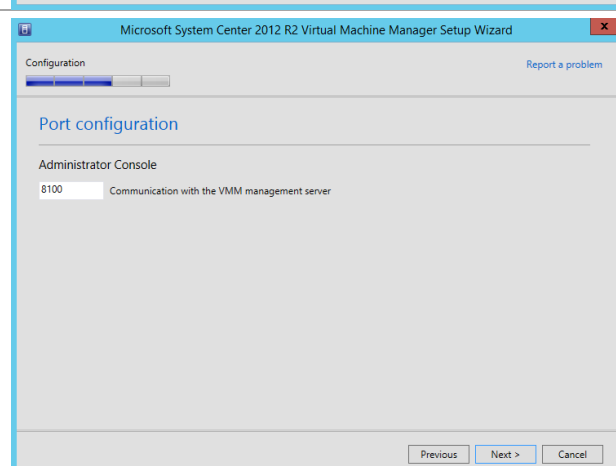 Microsoft System Center 2012 R2 Virtual Machine Manager Setup Wizard
x
Configuration
Report a problem
Port configuration
Administrator Console
8100 Communication with the VMM management server
Previous Next > Cancel